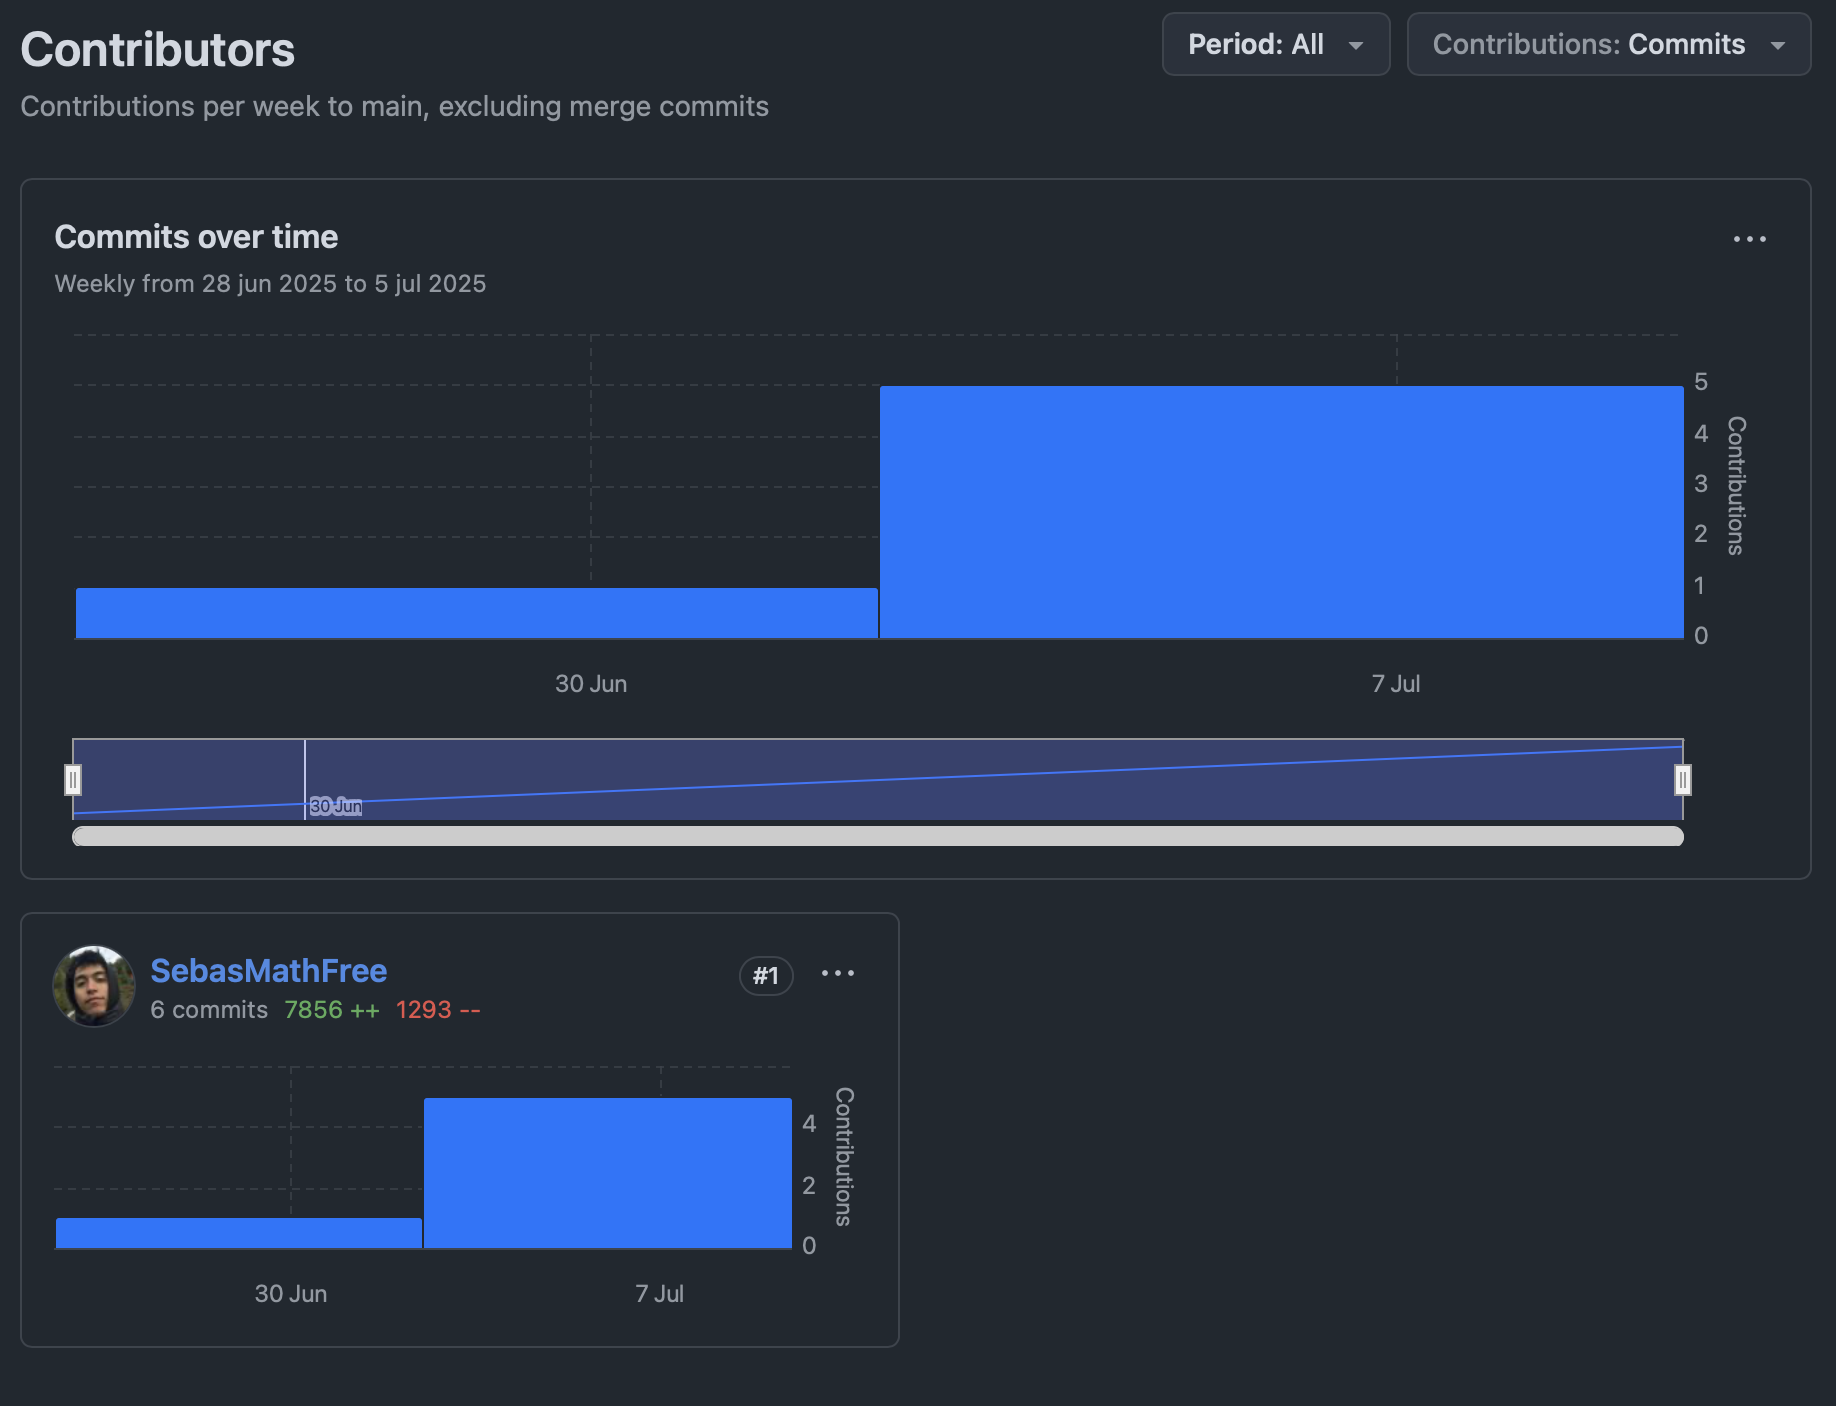 Contributors
Period: All
Contributions: Commits
Contributions per week to main, excluding merge commits
Commits over time
Weekly from 28 jun 2025 to 5 jul 2025
5
4
3
2
1
0
Contributions
30 Jun
7 Jul
30 Jun
SebasMathFree
#1
6 commits 7856 ++ 1293 --
4
2
0
Contributions
30 Jun
7 Jul